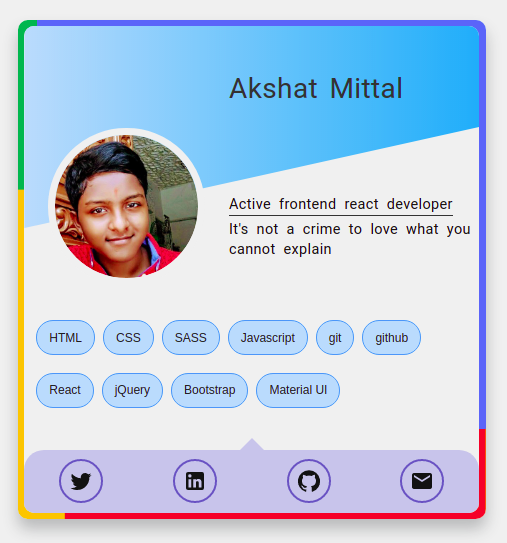 Akshat Mittal
Active frontend react developer
It's not a crime to love what you
cannot explain
HTML CSS SASS Javascript git github
React jQuery Bootstrap Material UI
in